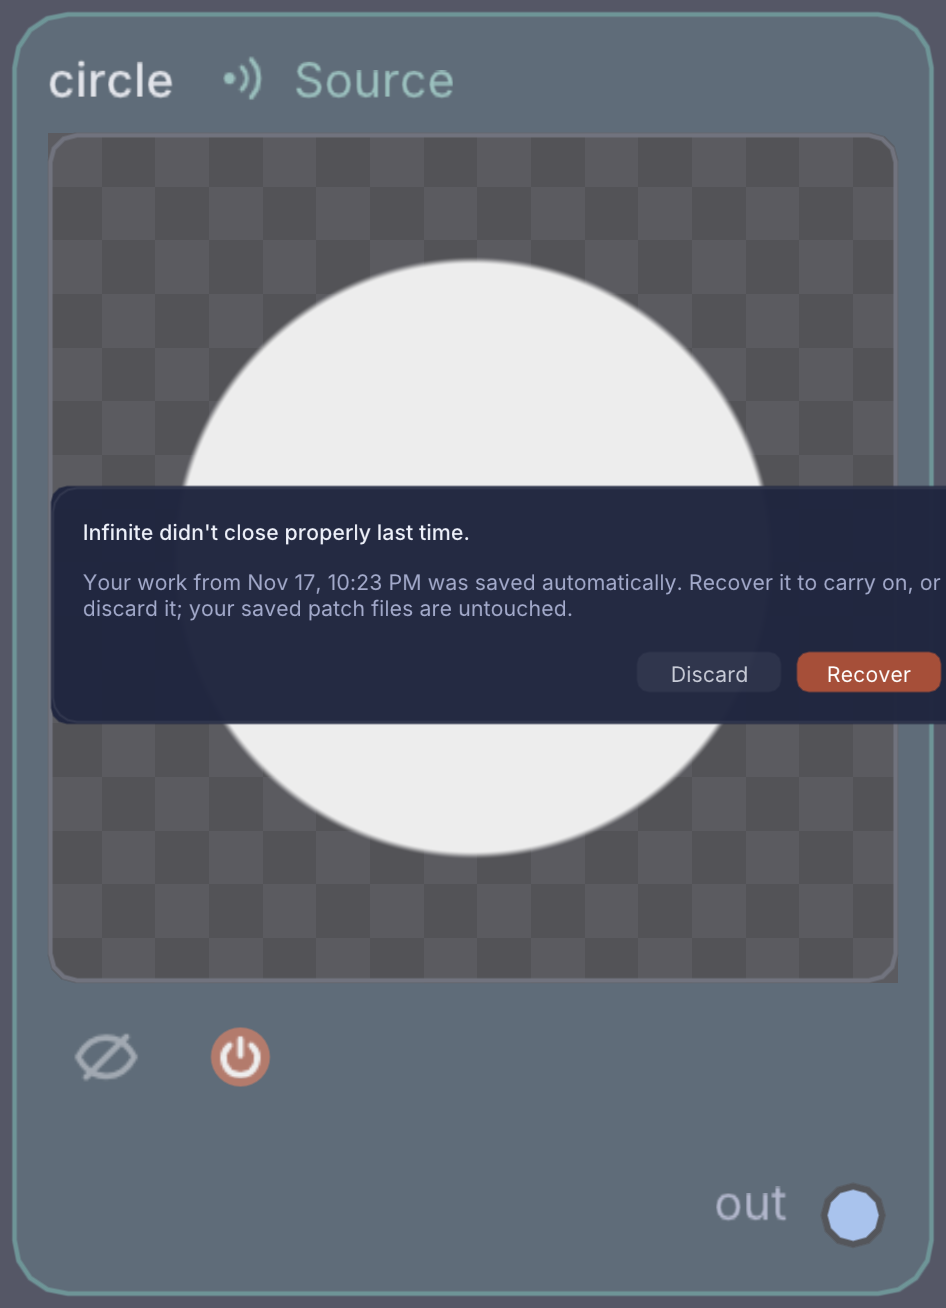 circle Source
Infinite didn't close properly last time.
Your work from Nov 17, 10:23 PM was saved automatically. Recover it to carry on, or
discard it; your saved patch files are untouched.
Discard Recover
out